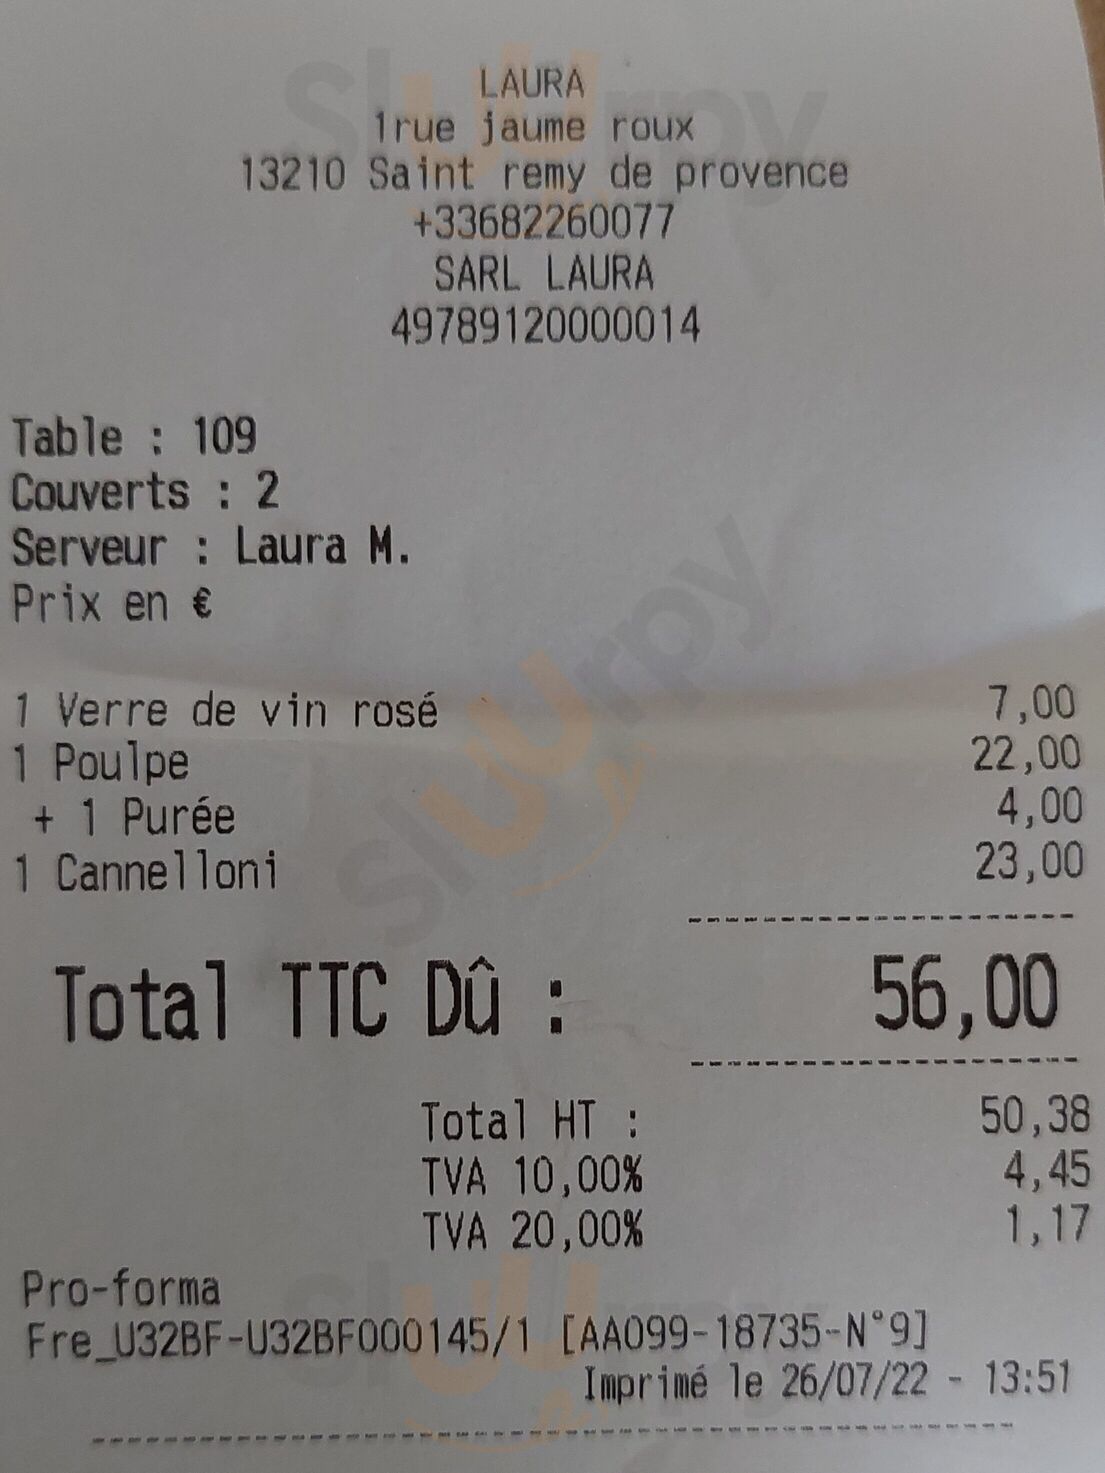 LAURA
1rue jaume roux
13210 Saint remy de provence
+33682260077
SARL LAURA
49789120000014
Table : 109
Couverts : 2
Serveur : Laura M.
Prix en €
1 Verre de vin rosé 7,00
1 Poulpe 22,00
+ 1 Purée 4,00
1 Cannelloni 23,00
Total TTC Dû : 56,00
Total HT : 50,38
TVA 10,00% 4,45
TVA 20,00% 1,17
Pro-forma
Fre_U32BF-U32BF000145/1 [AA099-18735-N°9]
Imprimé le 26/07/22 - 13:51
sluurpy
sluurpy
sluurpy